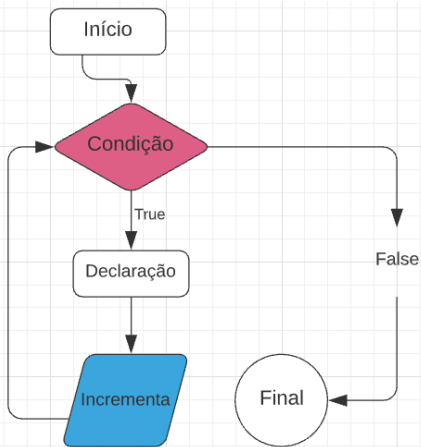 Início
Condição
True
Declaração
False
Incrementa
Final